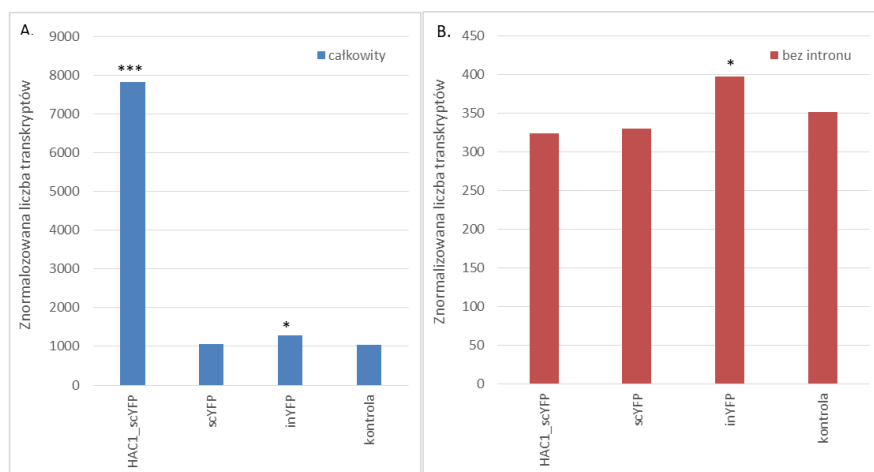 A.
całkowity
Znormalozowana liczba transkryptów
9000
8000
7000
6000
5000
4000
3000
2000
1000
0
***
*
HAC1_scYFP
scYFP
inYFP
kontrola
B.
bez intronu
Znormalizowana liczba transkryptów
450
400
350
300
250
200
150
100
50
0
*
HAC1_scYFP
scYFP
inYFP
kontrola